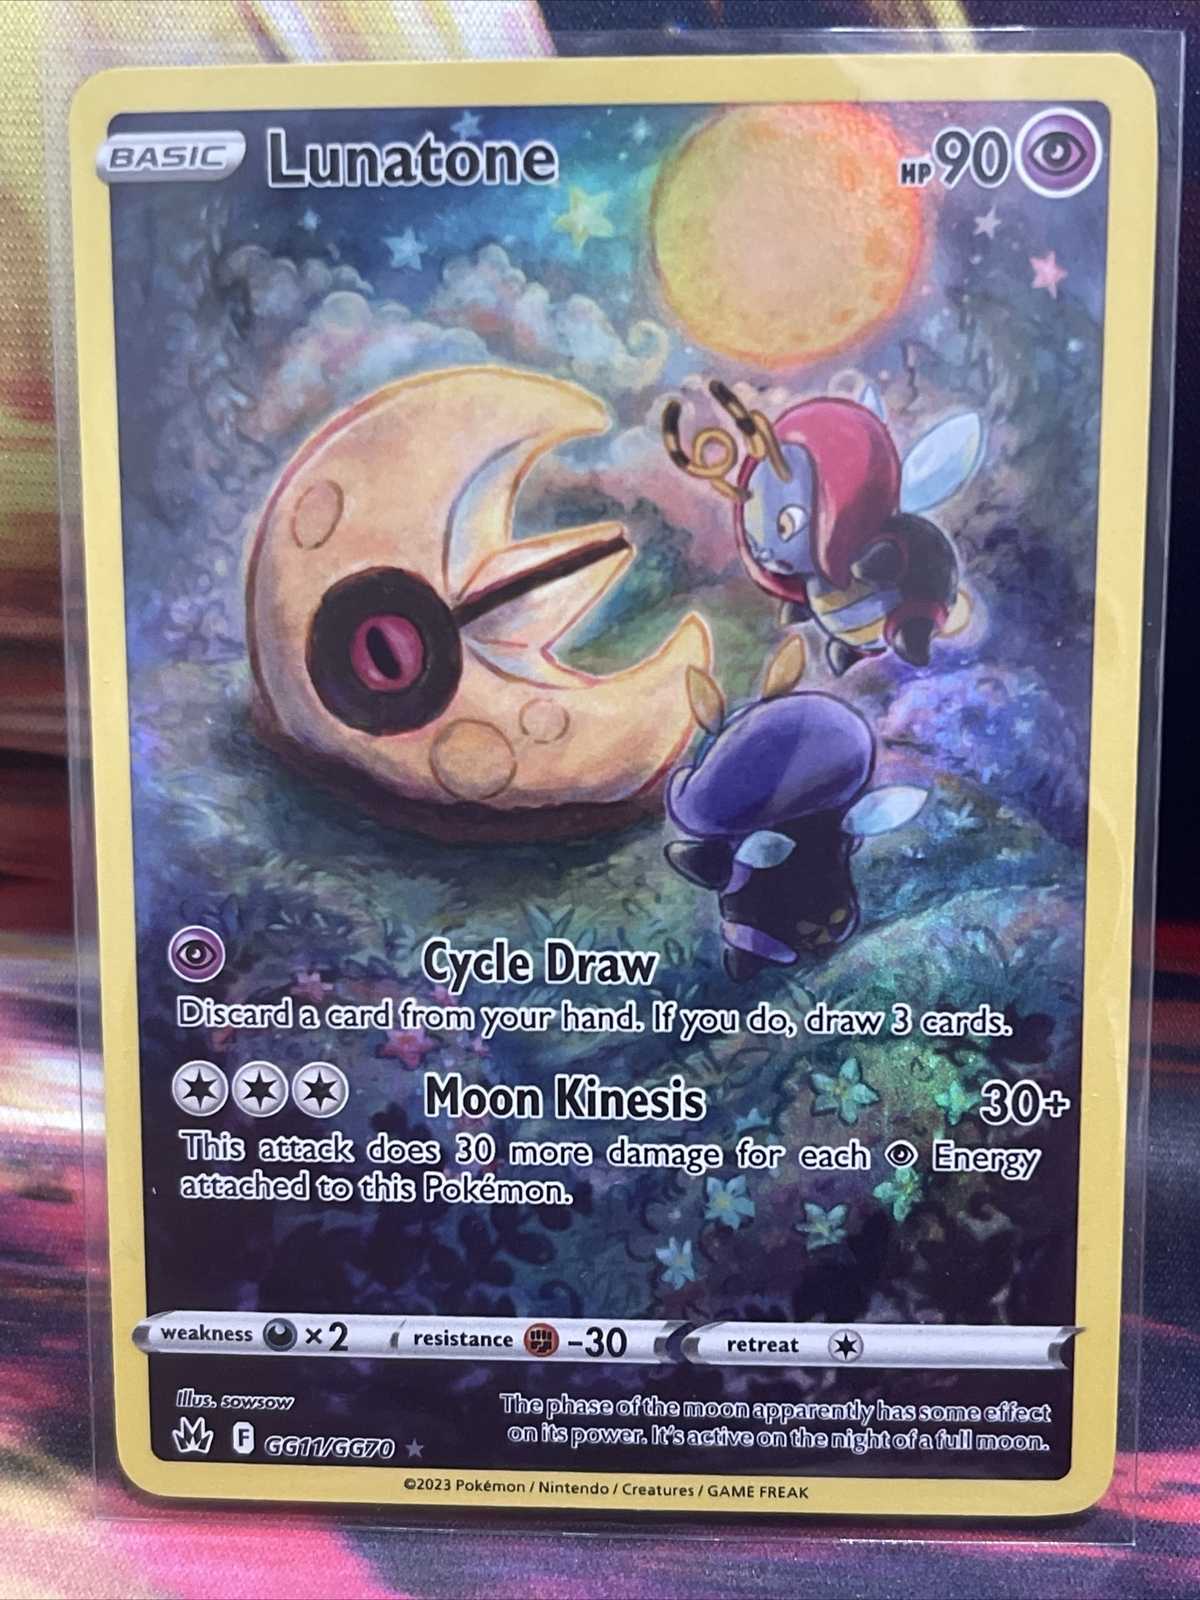 BASIC Lunatone HP 90
Cycle Draw
Discard a card from your hand. If you do, draw 3 cards.
Moon Kinesis 30+
This attack does 30 more damage for each Energy
attached to this Pokémon.
weakness ×2 resistance -30 retreat
Illus. sowsow
The phase of the moon apparently has some effect
on its power. It's active on the night of a full moon.
F GG11/GG70 ★
©2023 Pokémon / Nintendo / Creatures / GAME FREAK